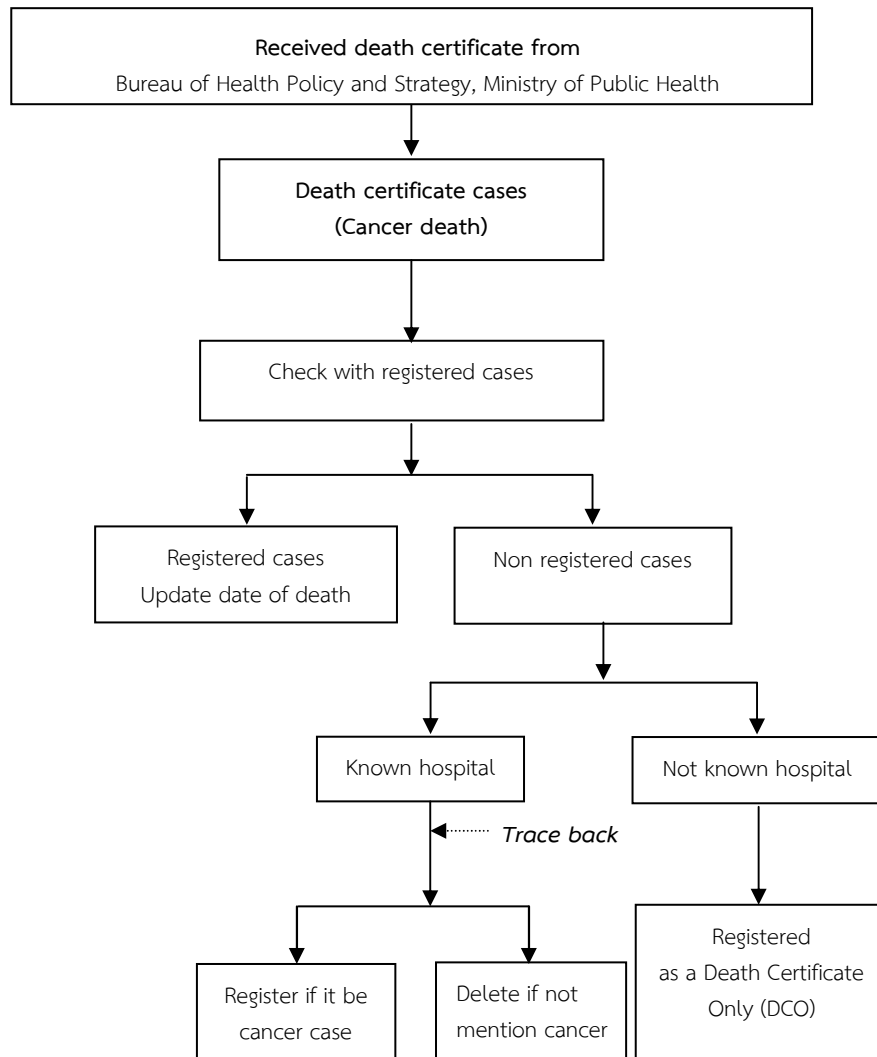 Received death certificate from
Bureau of Health Policy and Strategy, Ministry of Public Health
Death certificate cases
(Cancer death)
Check with registered cases
Registered cases
Update date of death
Non registered cases
Known hospital
Not known hospital
Trace back
Register if it be
cancer case
Delete if not
mention cancer
Registered
as a Death Certificate
Only (DCO)